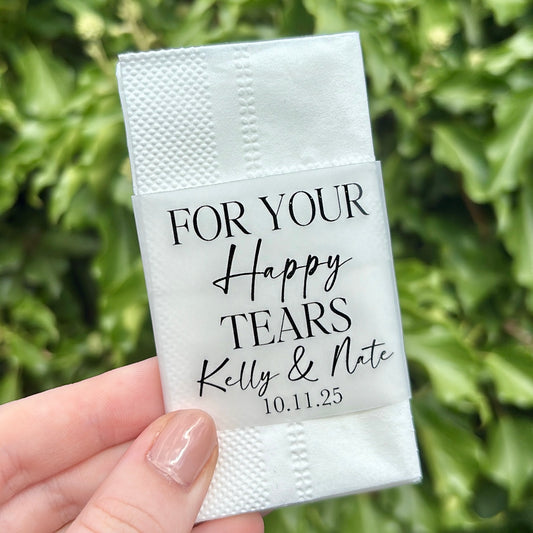 FOR YOUR
Happy
TEARS
Kelly & Nate
10.11.25